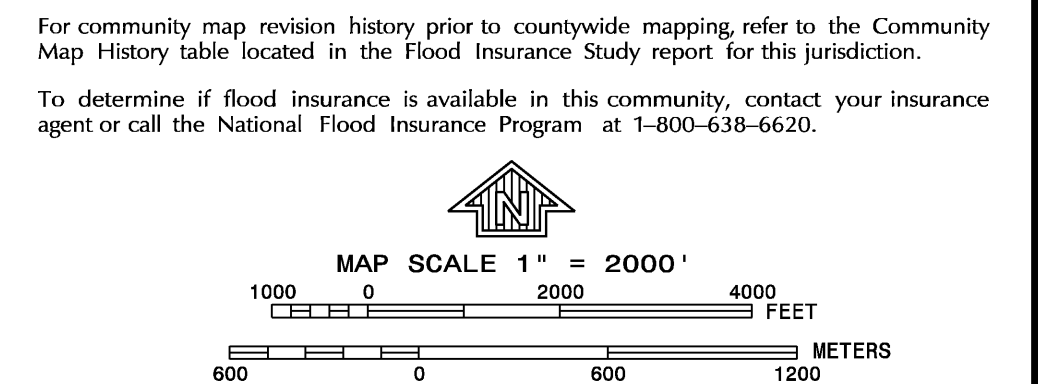 For community map revision history prior to countywide mapping, refer to the Community
Map History table located in the Flood Insurance Study report for this jurisdiction.
To determine if flood insurance is available in this community, contact your insurance
agent or call the National Flood Insurance Program at 1–800–638–6620.
N
MAP SCALE 1" = 2000'
1000 0 2000 4000
FEET
METERS
600 0 600 1200